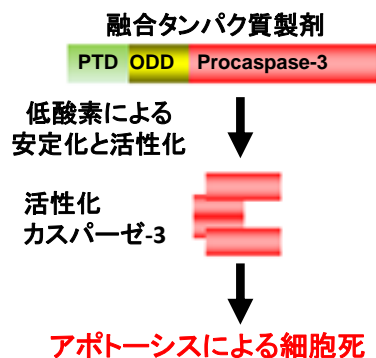 融合タンパク質製剤
PTD ODD Procaspase-3
低酸素による
安定化と活性化
活性化
カスパーゼ-3
アポトーシスによる細胞死